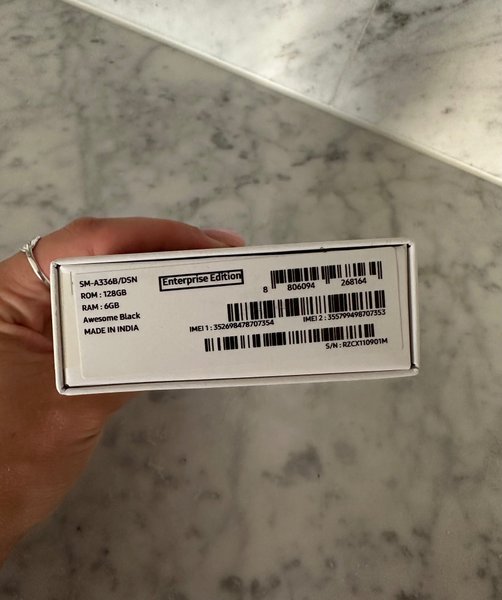 SM-A336B/DSN
ROM : 128GB
RAM : 6GB
Awesome Black
MADE IN INDIA
Enterprise Edition
8 806094 268164
IMEI 1 : 352698478707354
IMEI 2 : 355799498707353
S/N : RZCX110901M